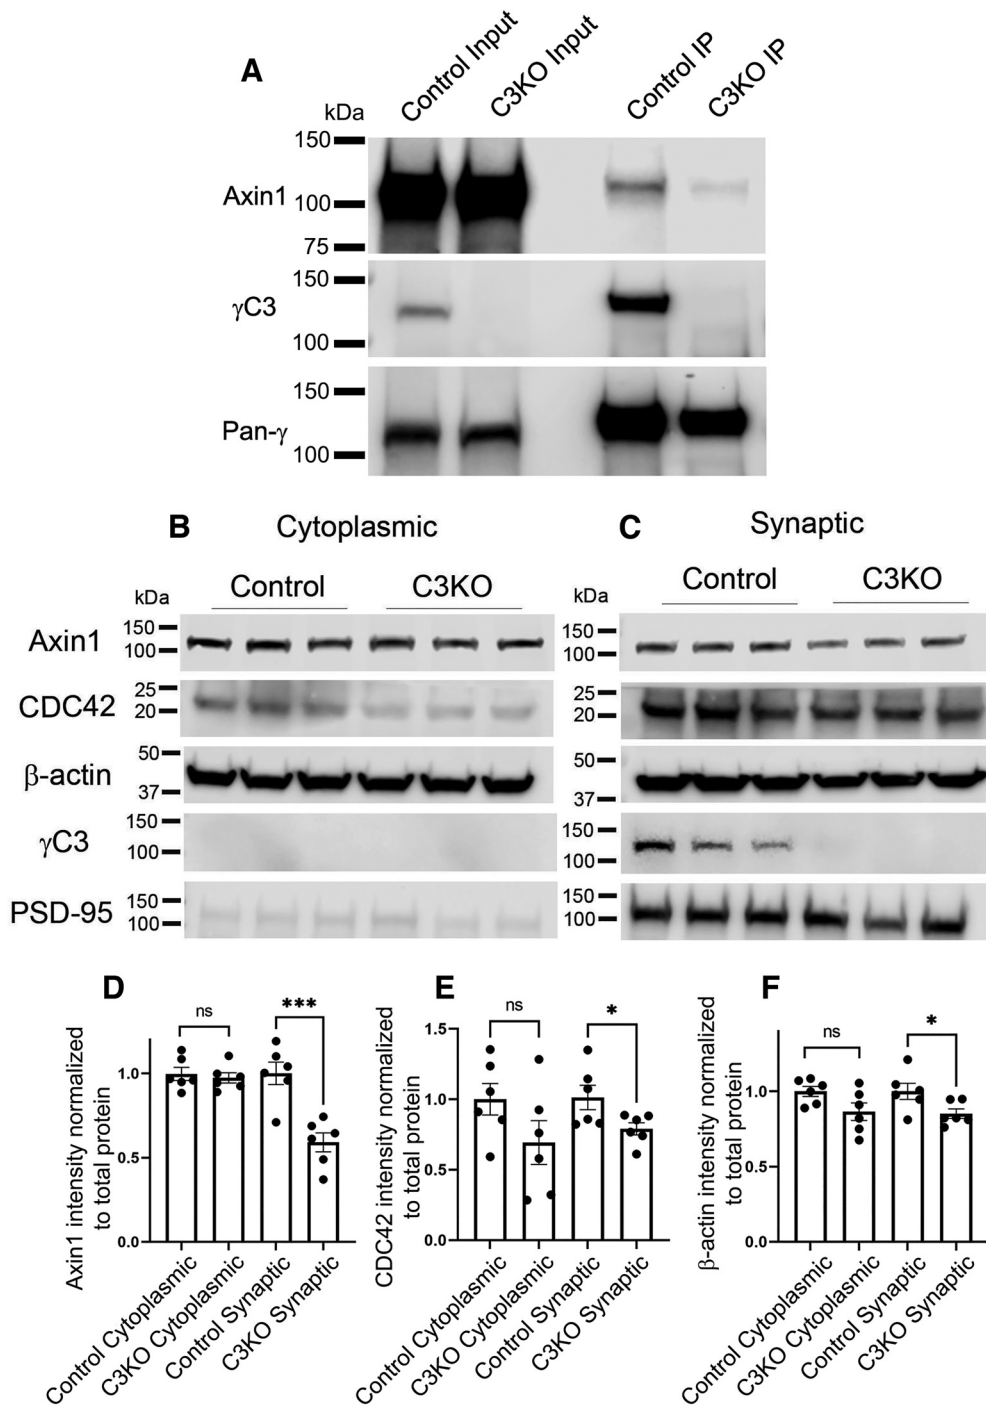 A
kDa
Control Input
C3KO Input
Control IP
C3KO IP
150
Axin1
100
75
150
γC3
100
150
Pan-γ
100
B
Cytoplasmic
kDa
Control
C3KO
Axin1
150
100
CDC42
25
20
β-actin
50
37
γC3
150
100
PSD-95
150
100
C
Synaptic
kDa
Control
C3KO
150
100
25
20
50
37
150
100
150
100
D
Axin1 intensity normalized
to total protein
1.0
0.5
0.0
ns
***
Control Cytoplasmic
C3KO Cytoplasmic
Control Synaptic
C3KO Synaptic
E
CDC42 intensity normalized
to total protein
1.5
1.0
0.5
0.0
ns
*
Control Cytoplasmic
C3KO Cytoplasmic
Control Synaptic
C3KO Synaptic
F
β-actin intensity normalized
to total protein
1.0
0.5
0.0
ns
*
Control Cytoplasmic
C3KO Cytoplasmic
Control Synaptic
C3KO Synaptic